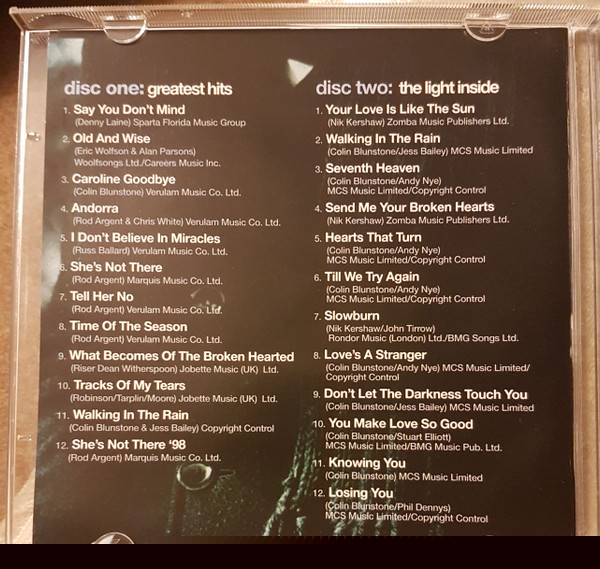 disc one: greatest hits
1. Say You Don't Mind
(Denny Laine) Sparta Florida Music Group
2. Old And Wise
(Eric Wolfson & Alan Parsons)
Woolfsongs Ltd./Careers Music Inc.
3. Caroline Goodbye
(Colin Blunstone) Verulam Music Co. Ltd.
4. Andorra
(Rod Argent & Chris White) Verulam Music Co. Ltd.
5. I Don't Believe In Miracles
(Russ Ballard) Verulam Music Co. Ltd.
6. She's Not There
(Rod Argent) Marquis Music Co. Ltd.
7. Tell Her No
(Rod Argent) Verulam Music Co. Ltd.
8. Time Of The Season
(Rod Argent) Verulam Music Co. Ltd.
9. What Becomes Of The Broken Hearted
(Riser Dean Witherspoon) Jobette Music (UK) Ltd.
10. Tracks Of My Tears
(Robinson/Tarplin/Moore) Jobette Music (UK) Ltd.
11. Walking In The Rain
(Colin Blunstone & Jess Bailey) Copyright Control
12. She's Not There '98
(Rod Argent) Marquis Music Co. Ltd.
disc two: the light inside
1. Your Love Is Like The Sun
(Nik Kershaw) Zomba Music Publishers Ltd.
2. Walking In The Rain
(Colin Blunstone/Jess Bailey) MCS Music Limited
3. Seventh Heaven
(Colin Blunstone/Andy Nye)
MCS Music Limited/Copyright Control
4. Send Me Your Broken Hearts
(Nik Kershaw) Zomba Music Publishers Ltd.
5. Hearts That Turn
(Colin Blunstone/Andy Nye)
MCS Music Limited/Copyright Control
6. Till We Try Again
(Colin Blunstone/Andy Nye)
MCS Music Limited/Copyright Control
7. Slowburn
(Nik Kershaw/John Tirrow)
Rondor Music (London) Ltd./BMG Songs Ltd.
8. Love's A Stranger
(Colin Blunstone/Andy Nye) MCS Music Limited/
Copyright Control
9. Don't Let The Darkness Touch You
(Colin Blunstone/Jess Bailey) MCS Music Limited
10. You Make Love So Good
(Colin Blunstone/Stuart Elliott)
MCS Music Limited/BMG Music Pub. Ltd.
11. Knowing You
(Colin Blunstone) MCS Music Limited
12. Losing You
(Colin Blunstone/Phil Dennys)
MCS Music Limited/Copyright Control